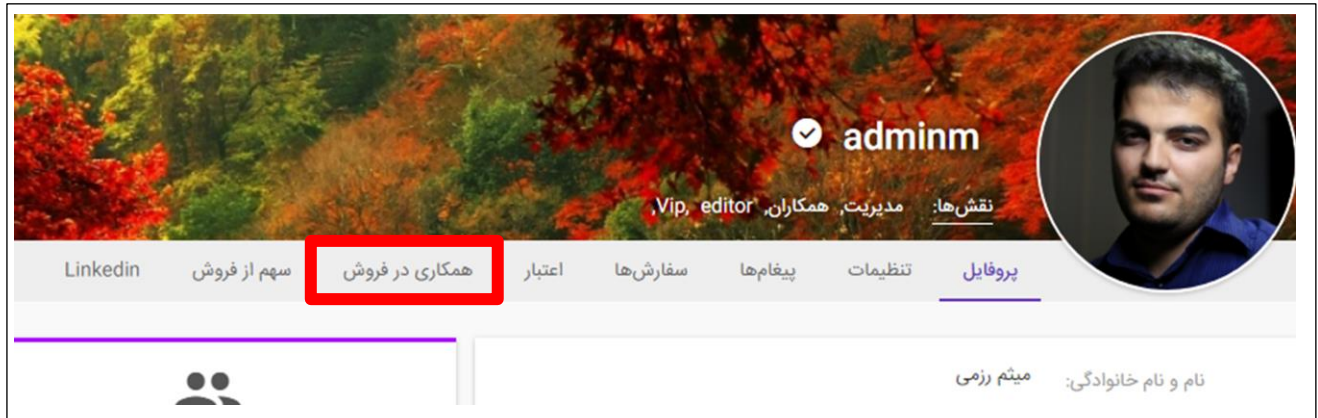 adminm
نقش‌ها: مدیریت, همکاران, editor ,Vip,
پروفایل تنظیمات پیغام‌ها سفارش‌ها اعتبار همکاری در فروش سهم از فروش Linkedin
نام و نام خانوادگی: میثم رزمی